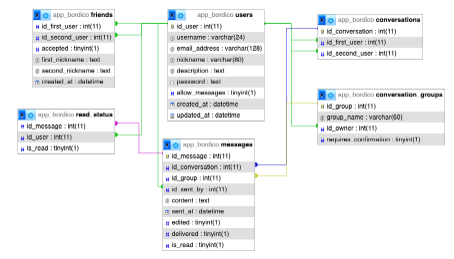 app_bordico friends
id_first_user : int(11)
id_second_user : int(11)
accepted : tinyint(1)
first_nickname : text
second_nickname : text
created_at : datetime
app_bordico users
id_user : int(11)
username : varchar(24)
email_address : varchar(128)
nickname : varchar(60)
description : text
password : text
allow_messages : tinyint(1)
created_at : datetime
updated_at : datetime
app_bordico conversations
id_conversation : int(11)
id_first_user : int(11)
id_second_user : int(11)
app_bordico conversation_groups
id_group : int(11)
group_name : varchar(60)
id_owner : int(11)
requires_confirmation : tinyint(1)
app_bordico read_status
id_message : int(11)
id_user : int(11)
is_read : tinyint(1)
app_bordico messages
id_message : int(11)
id_conversation : int(11)
id_group : int(11)
id_sent_by : int(11)
content : text
sent_at : datetime
edited : tinyint(1)
delivered : tinyint(1)
is_read : tinyint(1)